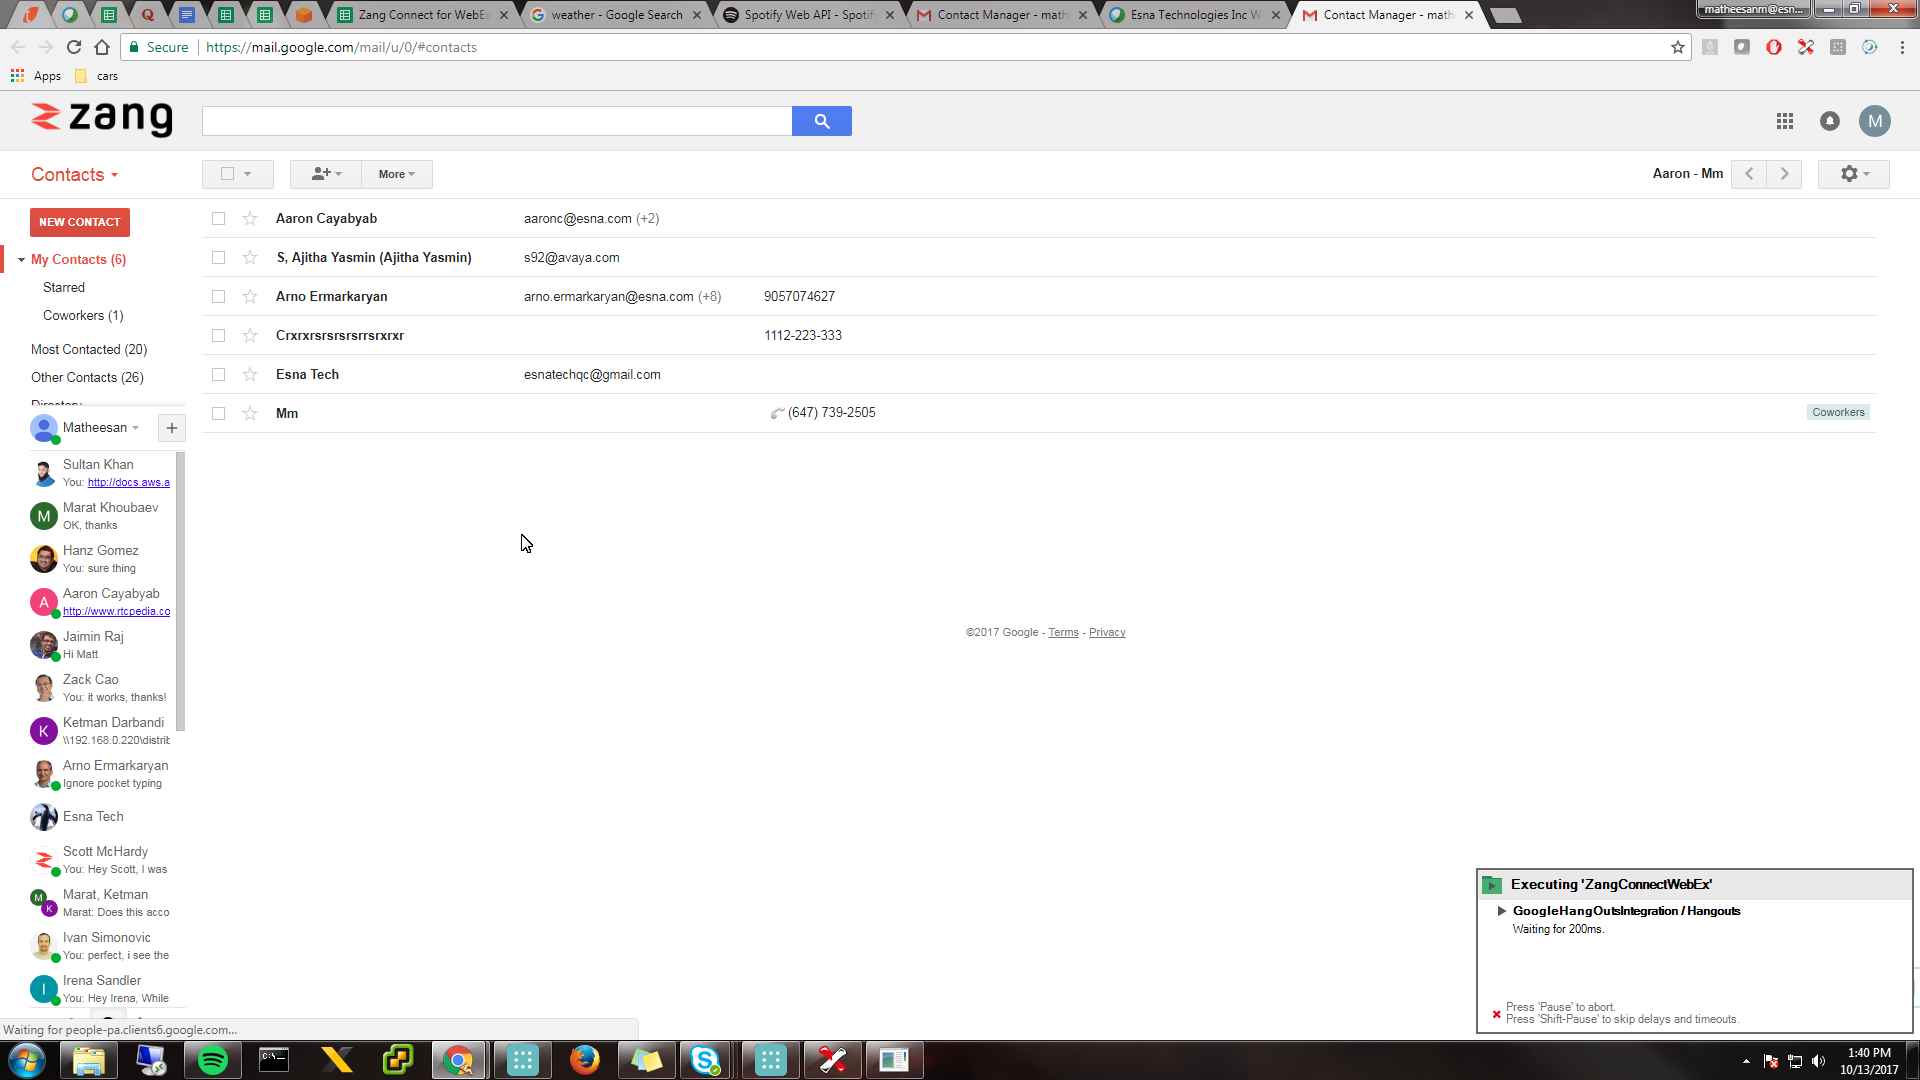 Zang Connect for WebEx
weather - Google Search
Spotify Web API - Spotif
Contact Manager - math
Esna Technologies Inc W
Contact Manager - math
matheesanm@esn...
Secure
https://mail.google.com/mail/u/0/#contacts
Apps
cars
zang
M
Contacts
More
Aaron - Mm
NEW CONTACT
My Contacts (6)
Starred
Coworkers (1)
Most Contacted (20)
Other Contacts (26)
Directory
Aaron Cayabyab aaronc@esna.com (+2)
S, Ajitha Yasmin (Ajitha Yasmin) s92@avaya.com
Arno Ermarkaryan arno.ermarkaryan@esna.com (+8) 9057074627
Crxrxrsrsrsrsrrsrxrxr 1112-223-333
Esna Tech esnatechqc@gmail.com
Mm (647) 739-2505 Coworkers
Matheesan
Sultan Khan
You: http://docs.aws.a
M
Marat Khoubaev
OK, thanks
Hanz Gomez
You: sure thing
A
Aaron Cayabyab
http://www.rtcpedia.co
Jaimin Raj
Hi Matt
Zack Cao
You: it works, thanks!
K
Ketman Darbandi
\\192.168.0.220\distrib
Arno Ermarkaryan
Ignore pocket typing
Esna Tech
Scott McHardy
You: Hey Scott, I was
M
K
Marat, Ketman
Marat: Does this acco
Ivan Simonovic
You: perfect, i see the
I
Irena Sandler
You: Hey Irena, While
©2017 Google - Terms - Privacy
Executing 'ZangConnectWebEx'
GoogleHangOutsIntegration / Hangouts
Waiting for 200ms.
Press 'Pause' to abort.
Press 'Shift-Pause' to skip delays and timeouts.
Waiting for people-pa.clients6.google.com...
1:40 PM
10/13/2017